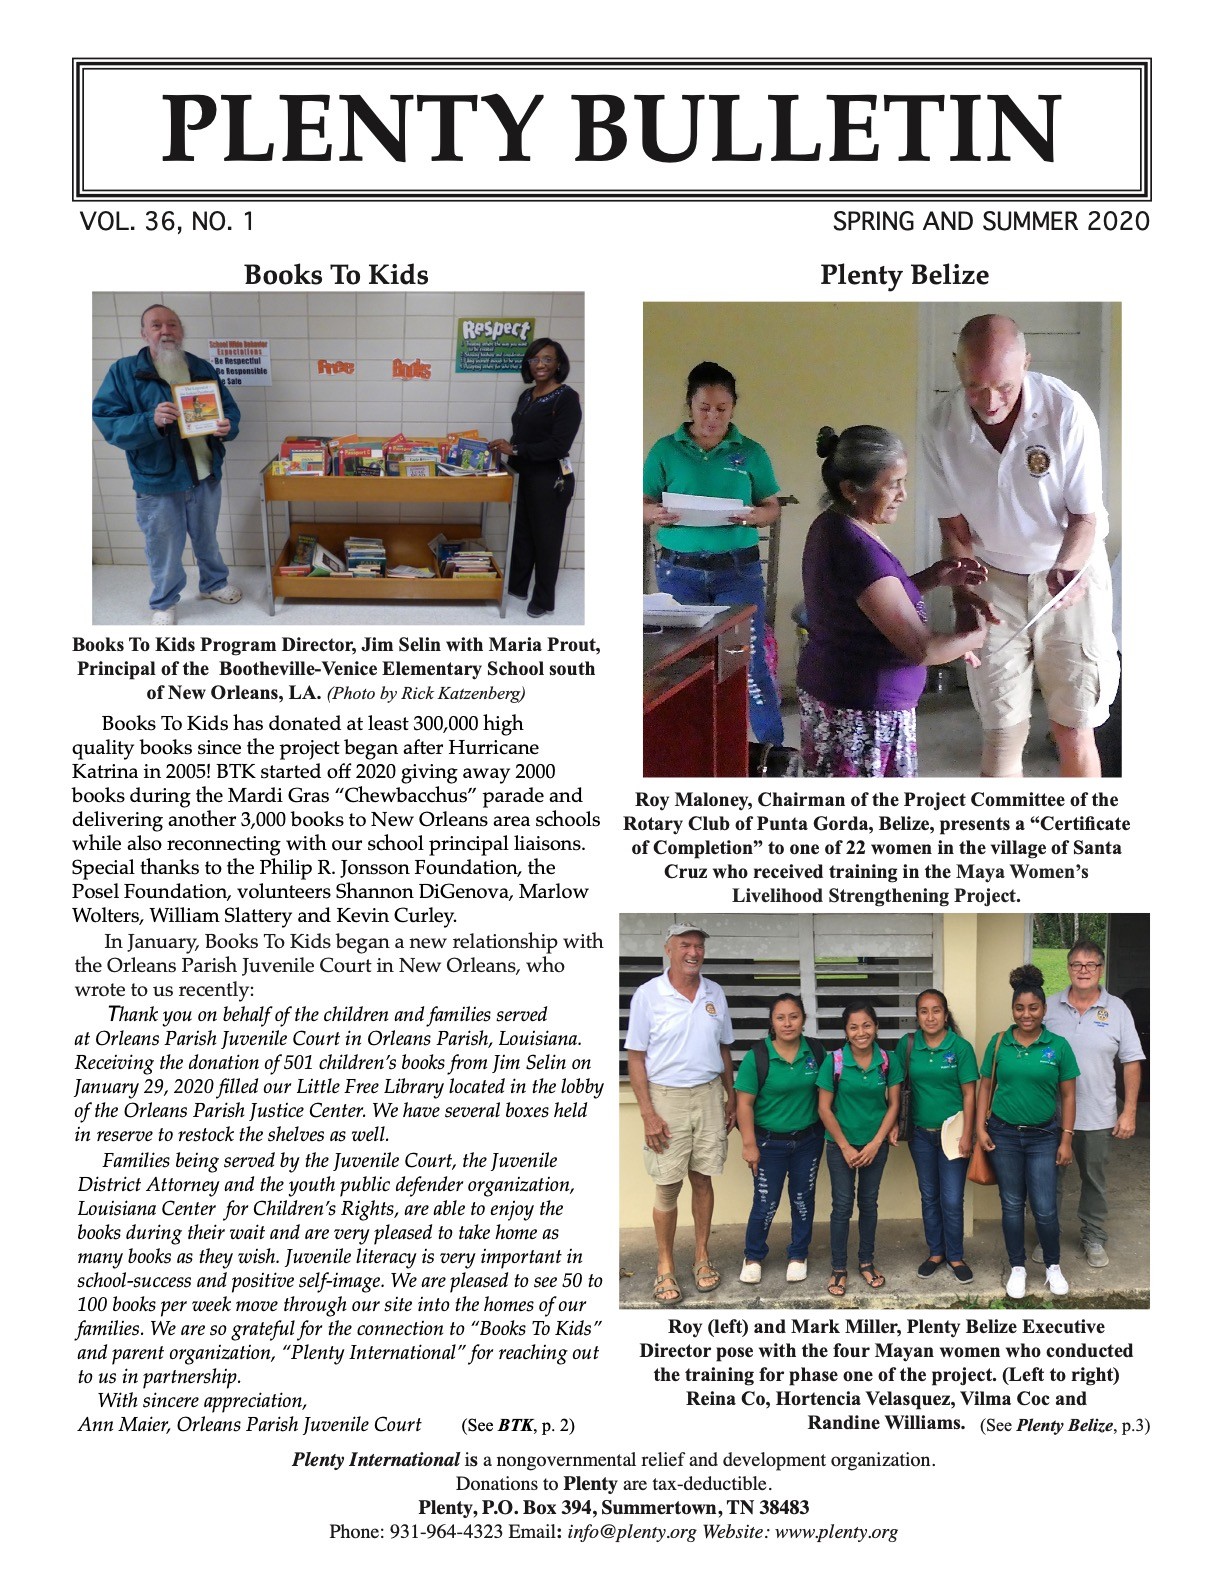 PLENTY BULLETIN
VOL. 36, NO. 1
SPRING AND SUMMER 2020
Books To Kids
School Wide Behavior
Expectations
Be Respectful
Be Responsible
Safe
Free Books
Respect
Books To Kids Program Director, Jim Selin with Maria Prout,
Principal of the Bootheville-Venice Elementary School south
of New Orleans, LA. (Photo by Rick Katzenberg)
Books To Kids has donated at least 300,000 high
quality books since the project began after Hurricane
Katrina in 2005! BTK started off 2020 giving away 2000
books during the Mardi Gras “Chewbacchus” parade and
delivering another 3,000 books to New Orleans area schools
while also reconnecting with our school principal liaisons.
Special thanks to the Philip R. Jonsson Foundation, the
Posel Foundation, volunteers Shannon DiGenova, Marlow
Wolters, William Slattery and Kevin Curley.
In January, Books To Kids began a new relationship with
the Orleans Parish Juvenile Court in New Orleans, who
wrote to us recently:
Thank you on behalf of the children and families served
at Orleans Parish Juvenile Court in Orleans Parish, Louisiana.
Receiving the donation of 501 children’s books from Jim Selin on
January 29, 2020 filled our Little Free Library located in the lobby
of the Orleans Parish Justice Center. We have several boxes held
in reserve to restock the shelves as well.
Families being served by the Juvenile Court, the Juvenile
District Attorney and the youth public defender organization,
Louisiana Center for Children’s Rights, are able to enjoy the
books during their wait and are very pleased to take home as
many books as they wish. Juvenile literacy is very important in
school-success and positive self-image. We are pleased to see 50 to
100 books per week move through our site into the homes of our
families. We are so grateful for the connection to “Books To Kids”
and parent organization, “Plenty International” for reaching out
to us in partnership.
With sincere appreciation,
Ann Maier, Orleans Parish Juvenile Court (See BTK, p. 2)
Plenty Belize
Roy Maloney, Chairman of the Project Committee of the
Rotary Club of Punta Gorda, Belize, presents a “Certificate
of Completion” to one of 22 women in the village of Santa
Cruz who received training in the Maya Women’s
Livelihood Strengthening Project.
Roy (left) and Mark Miller, Plenty Belize Executive
Director pose with the four Mayan women who conducted
the training for phase one of the project. (Left to right)
Reina Co, Hortencia Velasquez, Vilma Coc and
Randine Williams. (See Plenty Belize, p.3)
Plenty International is a nongovernmental relief and development organization.
Donations to Plenty are tax-deductible.
Plenty, P.O. Box 394, Summertown, TN 38483
Phone: 931-964-4323 Email: info@plenty.org Website: www.plenty.org